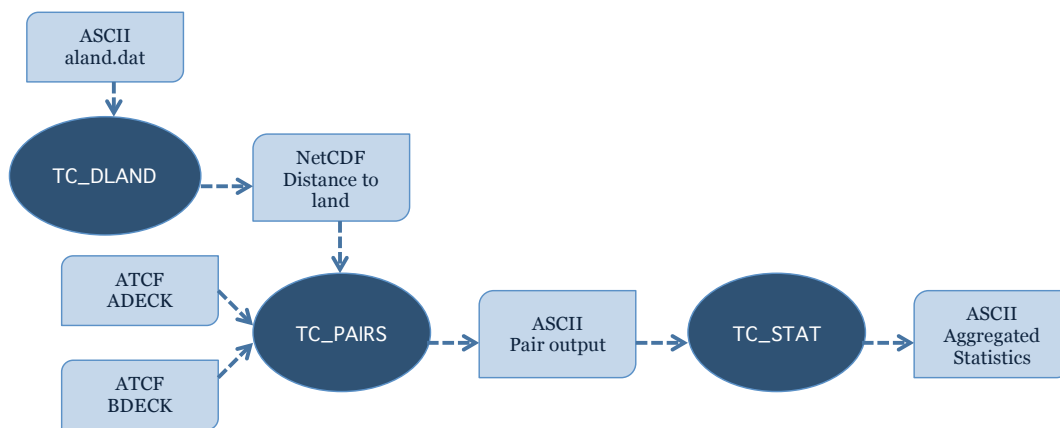 ASCII
aland.dat
TC_DLAND
NetCDF
Distance to
land
ATCF
ADECK
ATCF
BDECK
TC_PAIRS
ASCII
Pair output
TC_STAT
ASCII
Aggregated
Statistics